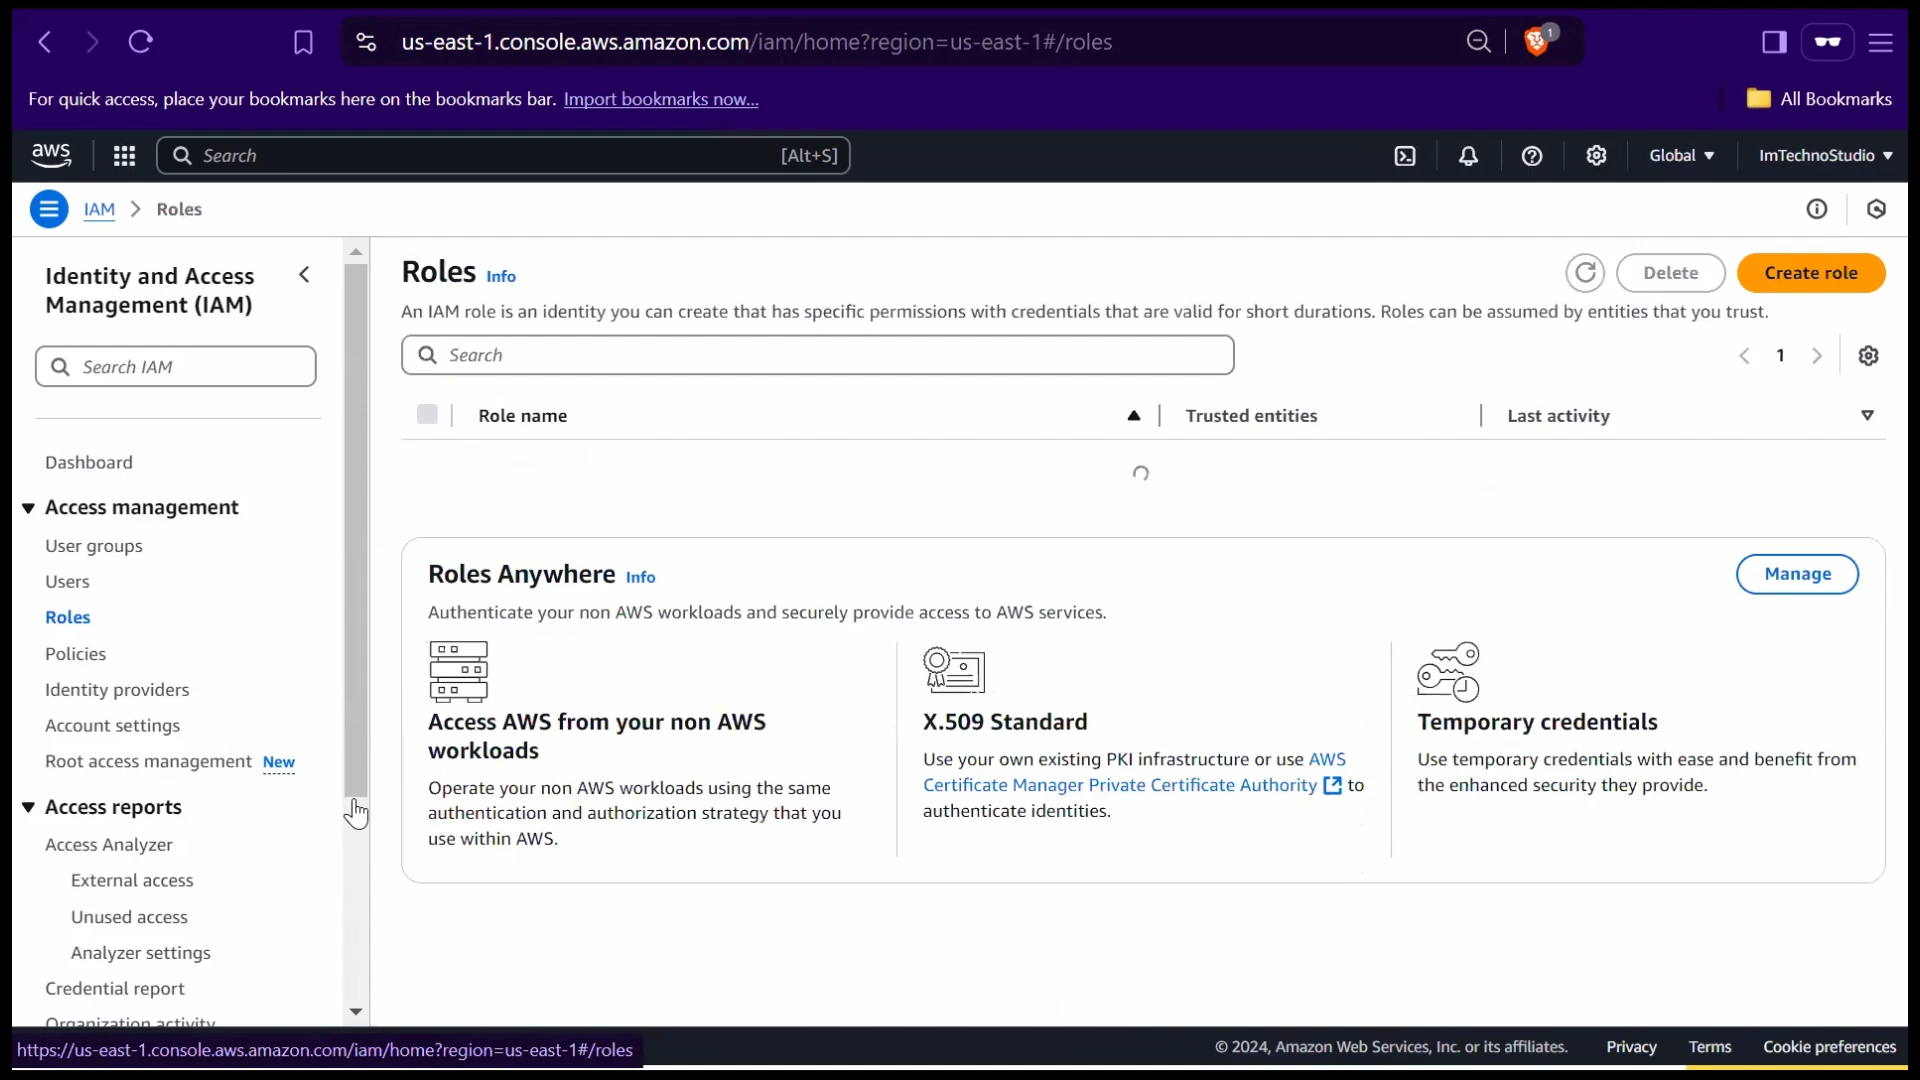 us-east-1.console.aws.amazon.com/iam/home?region=us-east-1#/roles
1
For quick access, place your bookmarks here on the bookmarks bar. Import bookmarks now...
All Bookmarks
aws
Search
[Alt+S]
Global
ImTechnoStudio
IAM
Roles
Identity and Access
Management (IAM)
Search IAM
Dashboard
Access management
User groups
Users
Roles
Policies
Identity providers
Account settings
Root access management New
Access reports
Access Analyzer
External access
Unused access
Analyzer settings
Credential report
Organization activity
Roles Info
Delete
Create role
An IAM role is an identity you can create that has specific permissions with credentials that are valid for short durations. Roles can be assumed by entities that you trust.
Search
1
Role name
Trusted entities
Last activity
Roles Anywhere Info
Manage
Authenticate your non AWS workloads and securely provide access to AWS services.
Access AWS from your non AWS
workloads
Operate your non AWS workloads using the same
authentication and authorization strategy that you
use within AWS.
X.509 Standard
Use your own existing PKI infrastructure or use AWS
Certificate Manager Private Certificate Authority to
authenticate identities.
Temporary credentials
Use temporary credentials with ease and benefit from
the enhanced security they provide.
https://us-east-1.console.aws.amazon.com/iam/home?region=us-east-1#/roles
© 2024, Amazon Web Services, Inc. or its affiliates.
Privacy
Terms
Cookie preferences